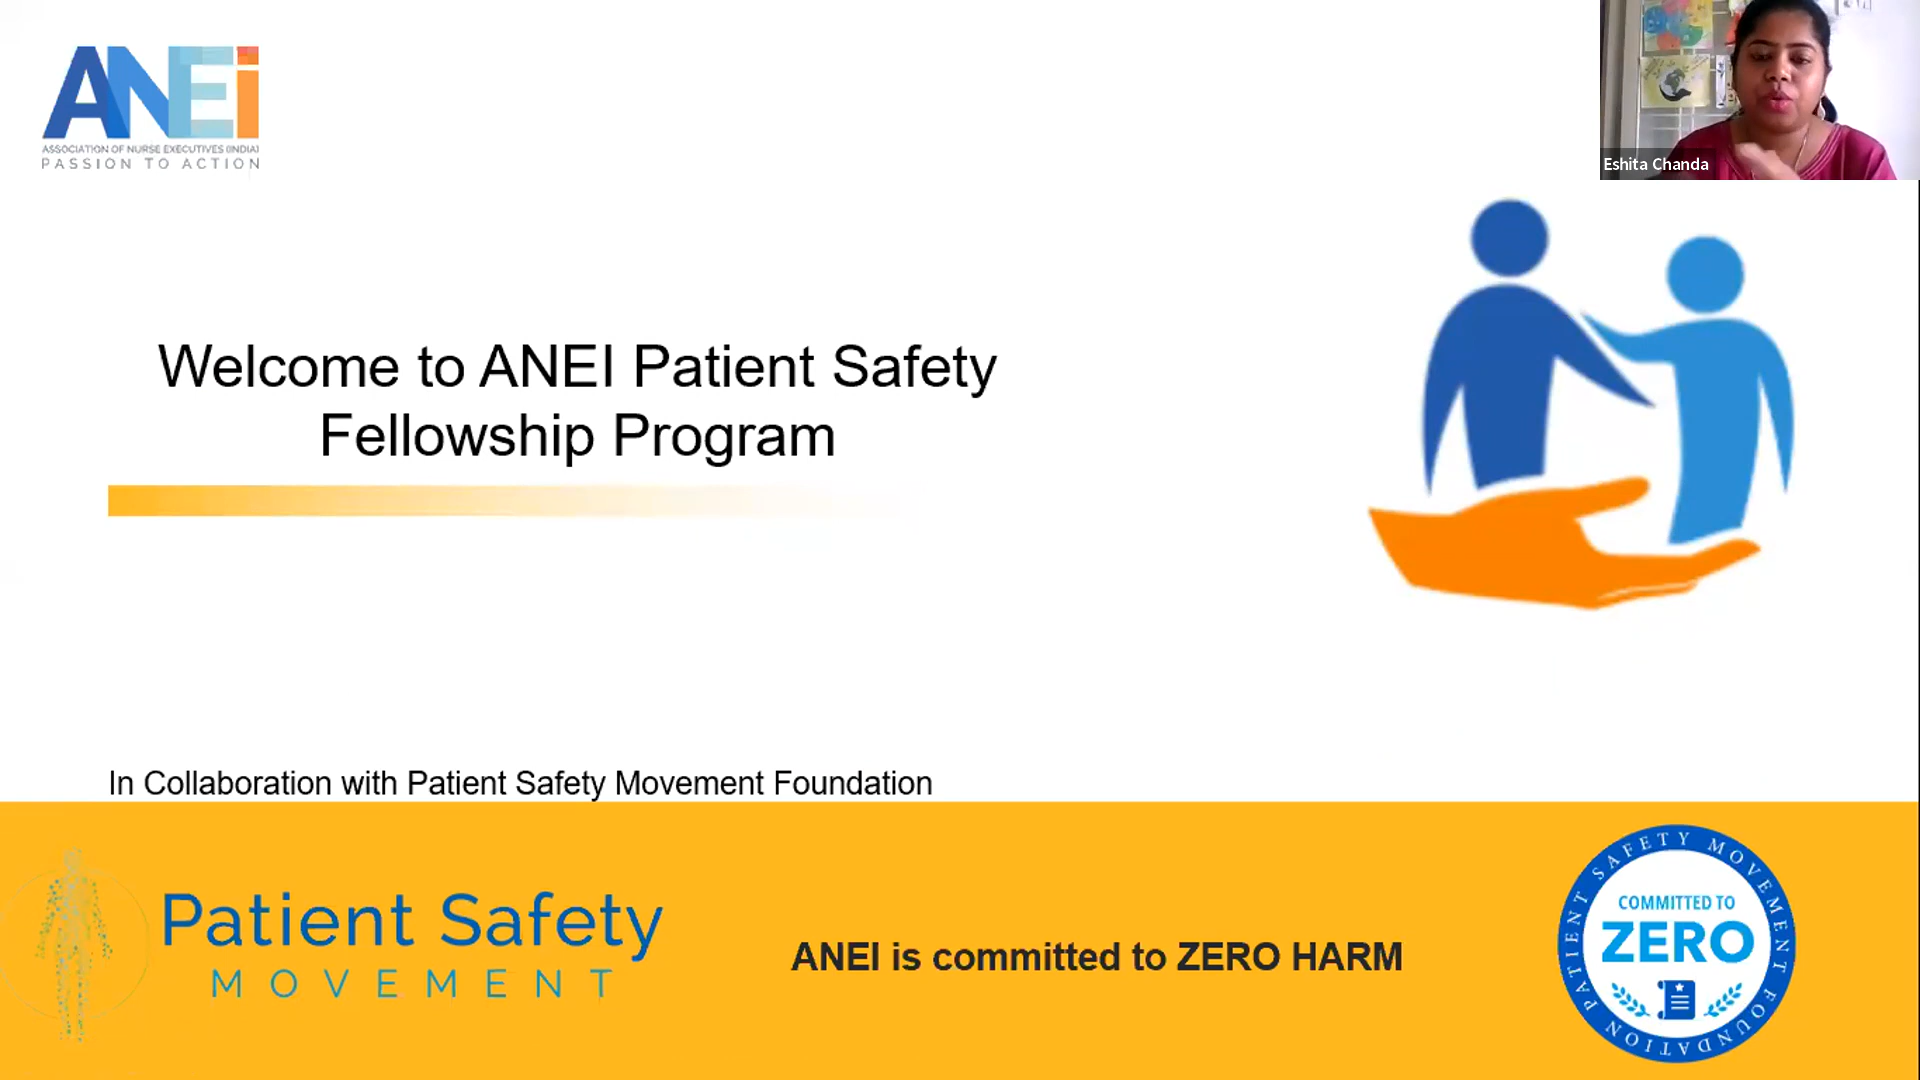 ANEi
ASSOCIATION OF NURSE EXECUTIVES (INDIA)
PASSION TO ACTION
Eshita Chanda
Welcome to ANEI Patient Safety
Fellowship Program
In Collaboration with Patient Safety Movement Foundation
Patient Safety
MOVEMENT
ANEI is committed to ZERO HARM
PATIENT SAFETY MOVEMENT FOUNDATION
COMMITTED TO
ZERO